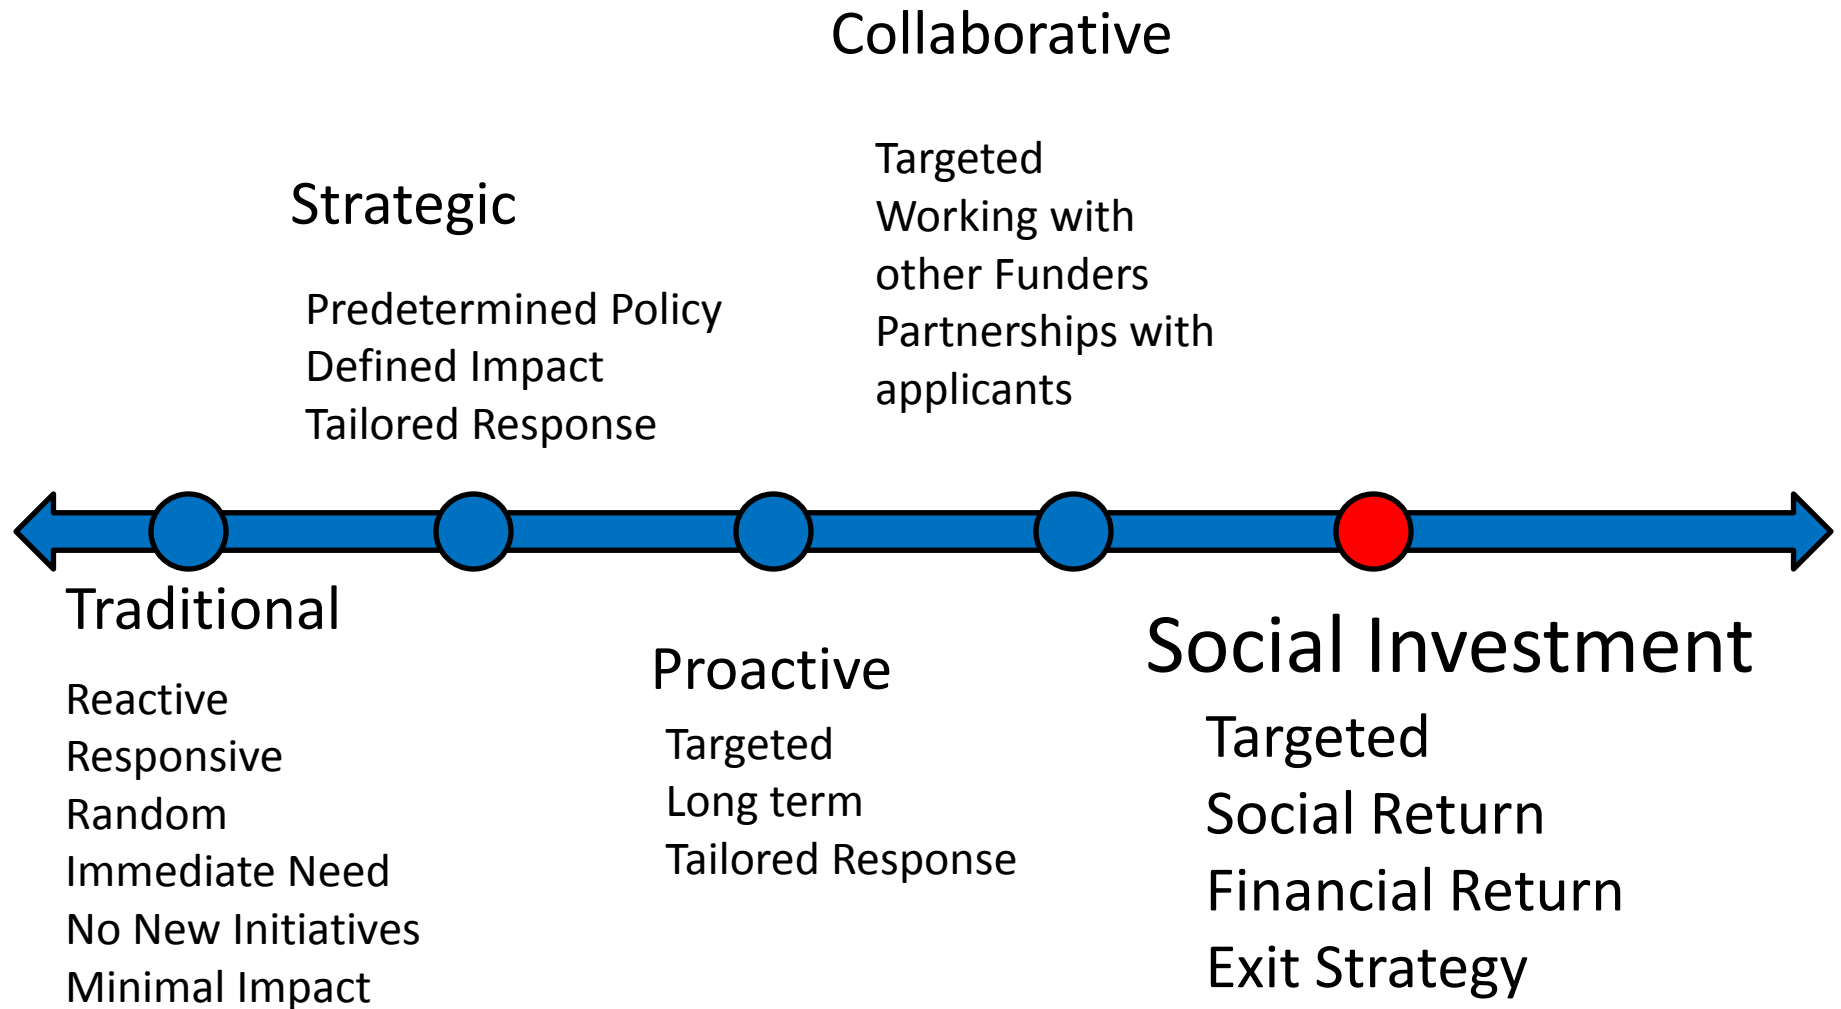 Collaborative
Targeted
Working with
other Funders
Partnerships with
applicants
Strategic
Predetermined Policy
Defined Impact
Tailored Response
Traditional
Reactive
Responsive
Random
Immediate Need
No New Initiatives
Minimal Impact
Proactive
Targeted
Long term
Tailored Response
Social Investment
Targeted
Social Return
Financial Return
Exit Strategy